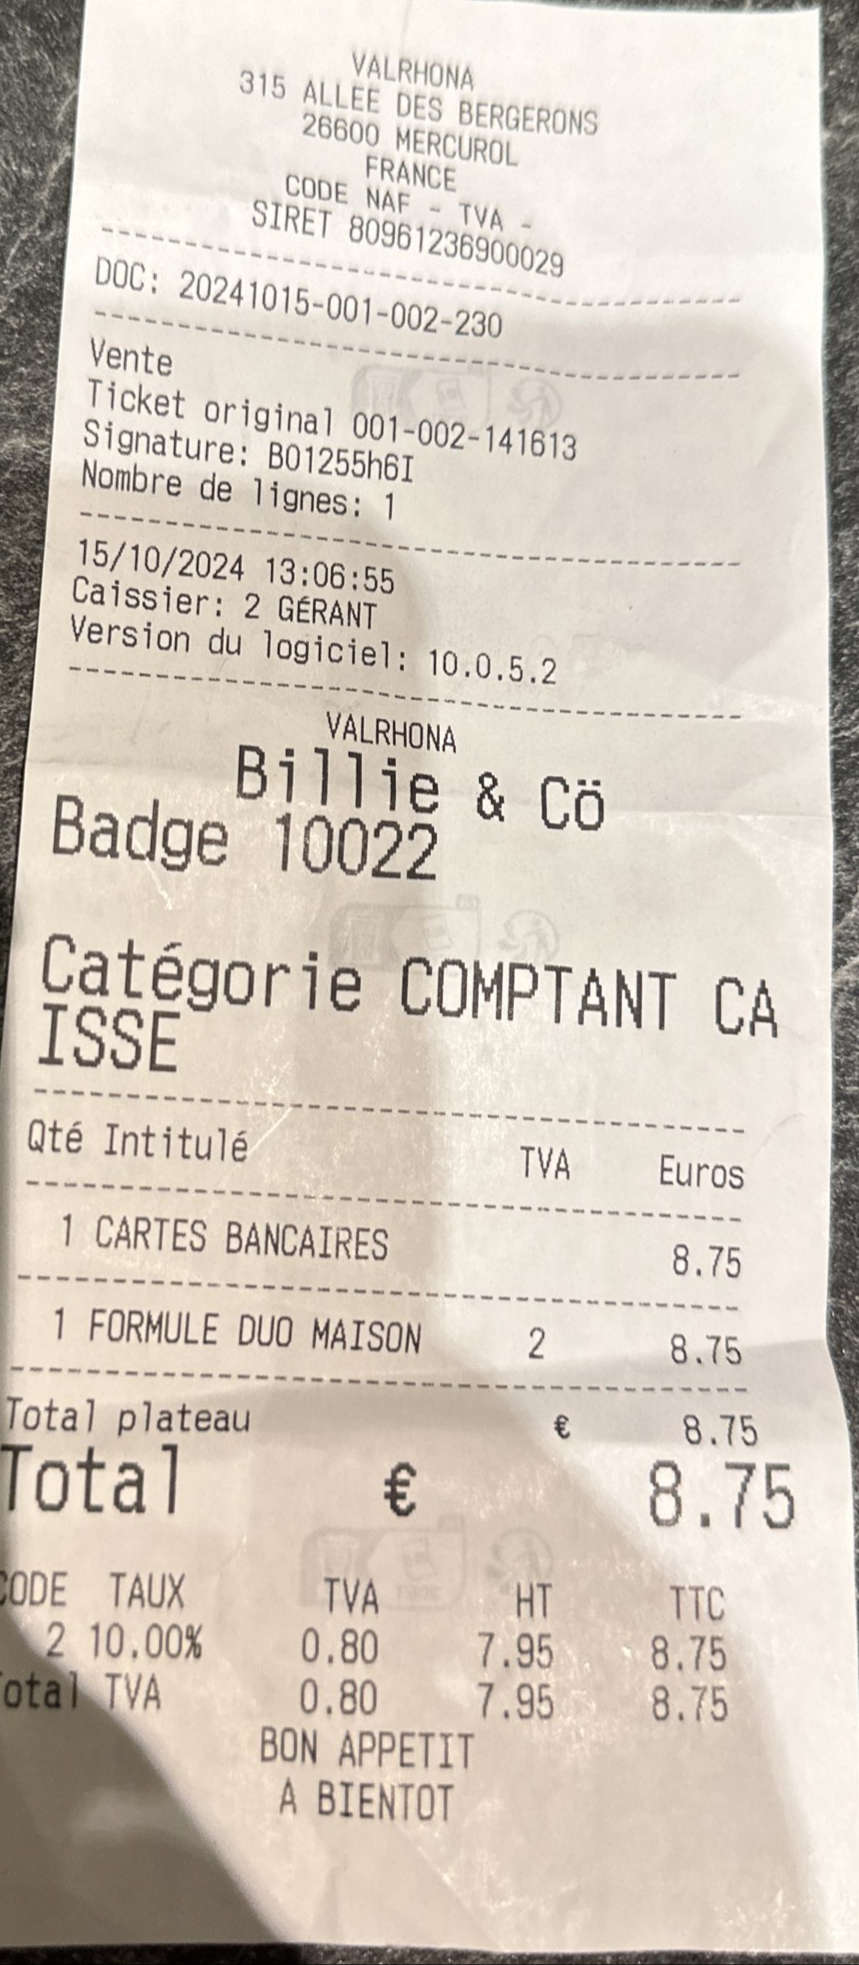 VALRHONA
315 ALLEE DES BERGERONS
26600 MERCUROL
FRANCE
CODE NAF - TVA -
SIRET 80961236900029
DOC: 20241015-001-002-230
Vente
Ticket original 001-002-141613
Signature: B01255h6I
Nombre de lignes: 1
15/10/2024 13:06:55
Caissier: 2 GÉRANT
Version du logiciel: 10.0.5.2
VALRHONA
Billie & Cö
Badge 10022
Catégorie COMPTANT CA
ISSE
Qté Intitulé TVA Euros
1 CARTES BANCAIRES 8.75
1 FORMULE DUO MAISON 2 8.75
Total plateau € 8.75
Total € 8.75
CODE TAUX TVA HT TTC
2 10.00% 0.80 7.95 8.75
Total TVA 0.80 7.95 8.75
BON APPETIT
A BIENTOT